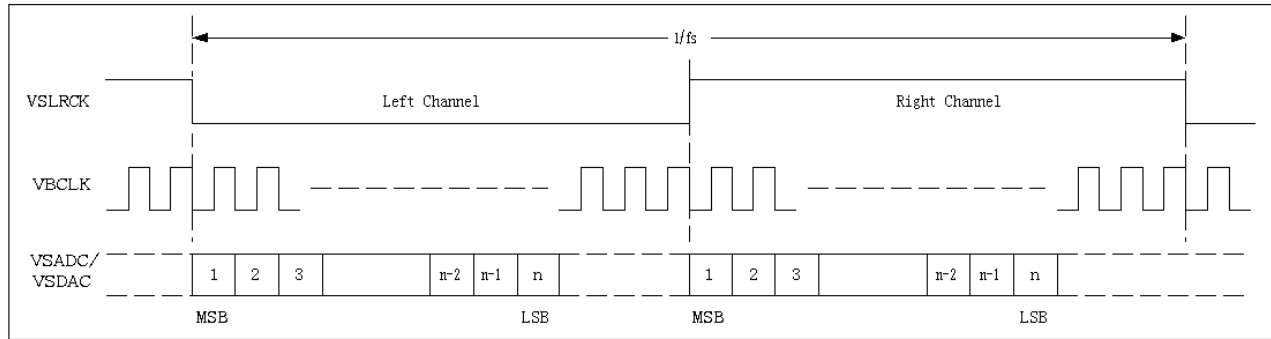 1/fs
VSLRCK
Left Channel
Right Channel
VBCLK
VSADC/
VSDAC
1 2 3 n-2 n-1 n 1 2 3 n-2 n-1 n
MSB LSB MSB LSB